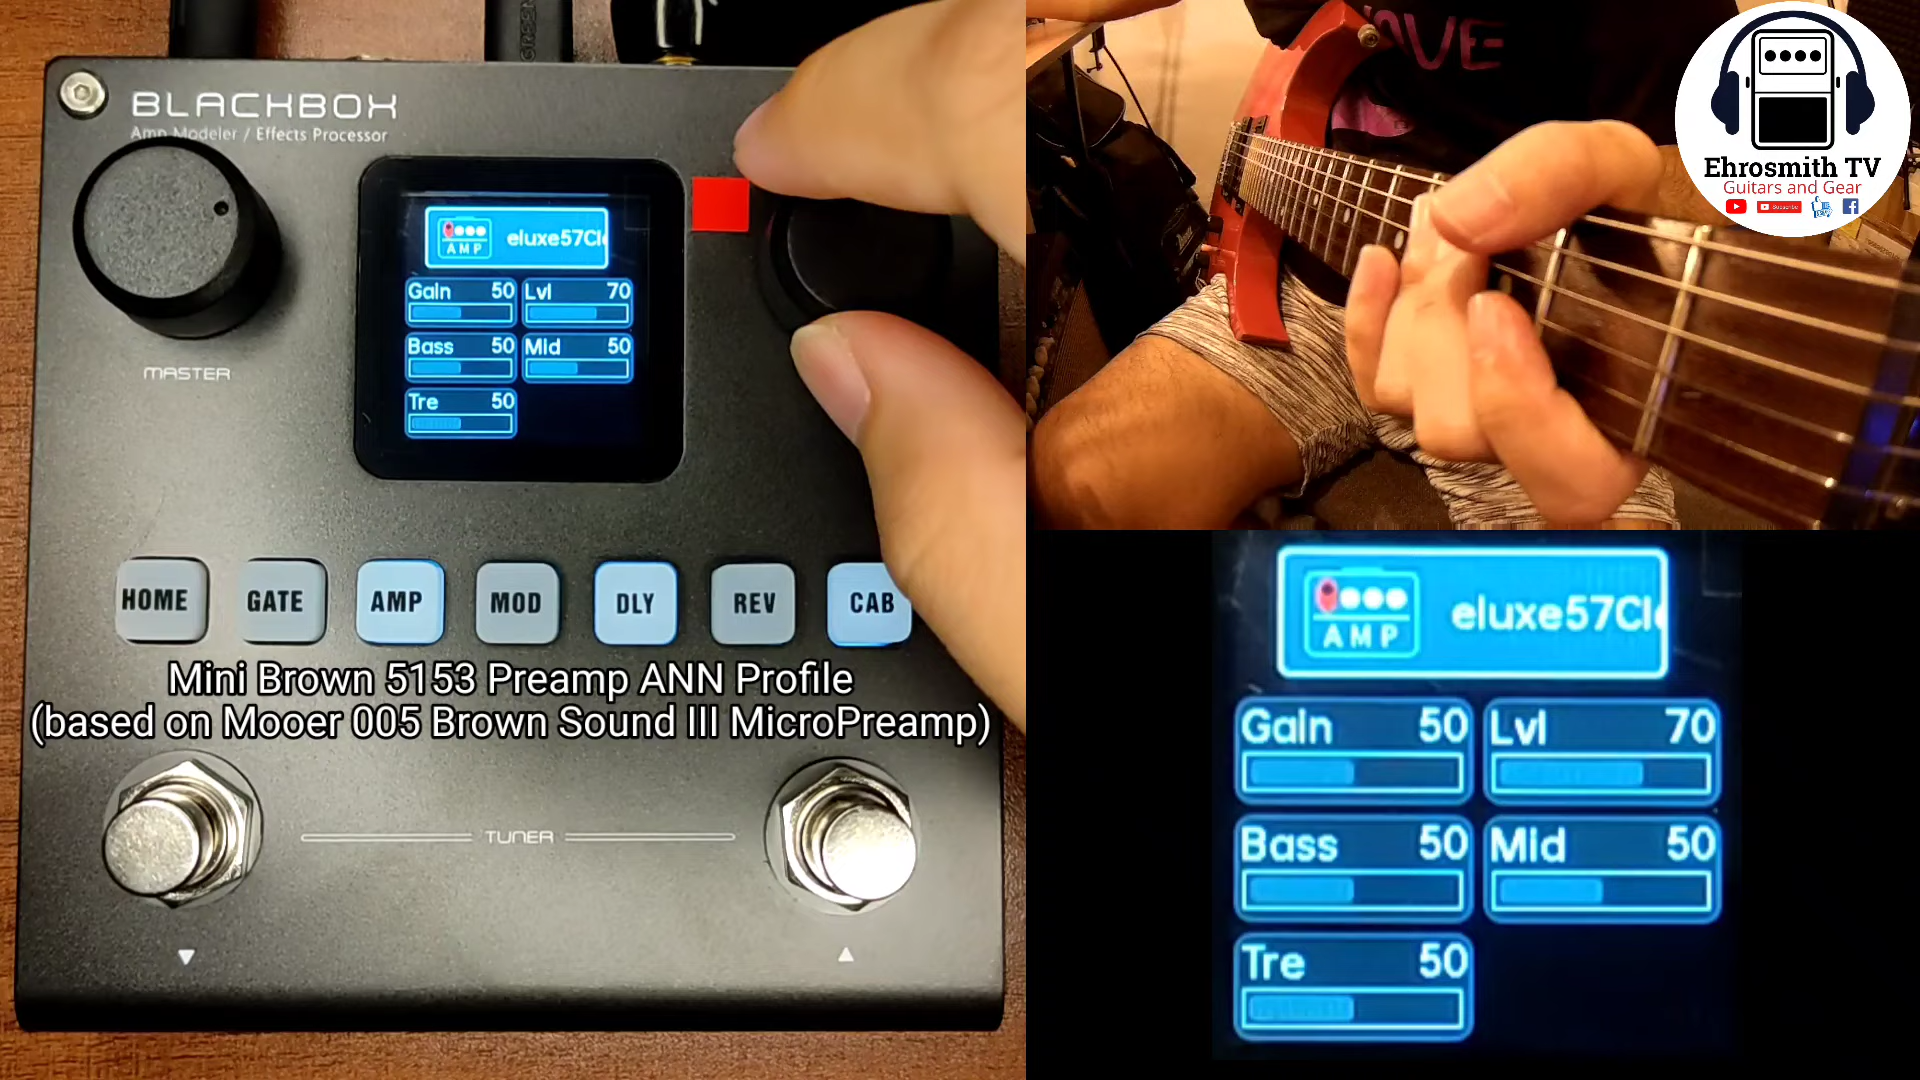 BLACKBOX
Amp Modeler / Effects Processor
MASTER
AMP
eluxe57Cl
Gain 50
Lvl 70
Bass 50
Mid 50
Tre 50
HOME
GATE
AMP
MOD
DLY
REV
CAB
Mini Brown 5153 Preamp ANN Profile
(based on Mooer 005 Brown Sound III MicroPreamp)
TUNER
Ehrosmith TV
Guitars and Gear
Subscribe
AMP
eluxe57Cl
Gain 50
Lvl 70
Bass 50
Mid 50
Tre 50